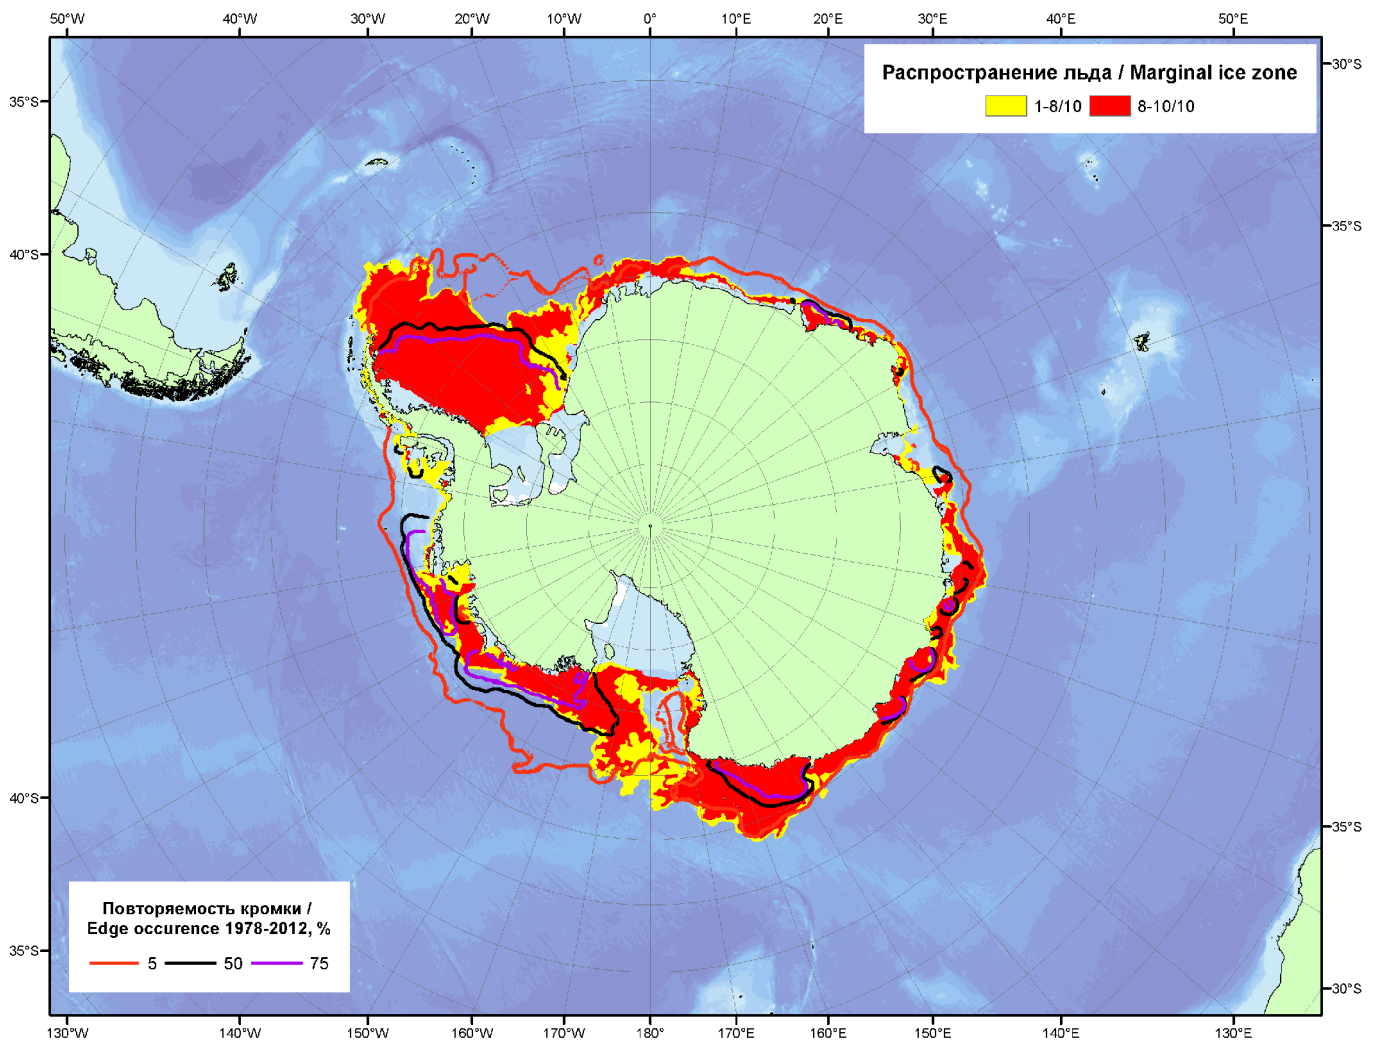 50°W 40°W 30°W 20°W 10°W 0° 10°E 20°E 30°E 40°E 50°E
Распространение льда / Marginal ice zone
1-8/10 8-10/10
30°S
35°S
35°S
40°S
40°S
35°S
35°S
30°S
Повторяемость кромки /
Edge occurence 1978-2012, %
5 50 75
130°W 140°W 150°W 160°W 170°W 180° 170°E 160°E 150°E 140°E 130°E